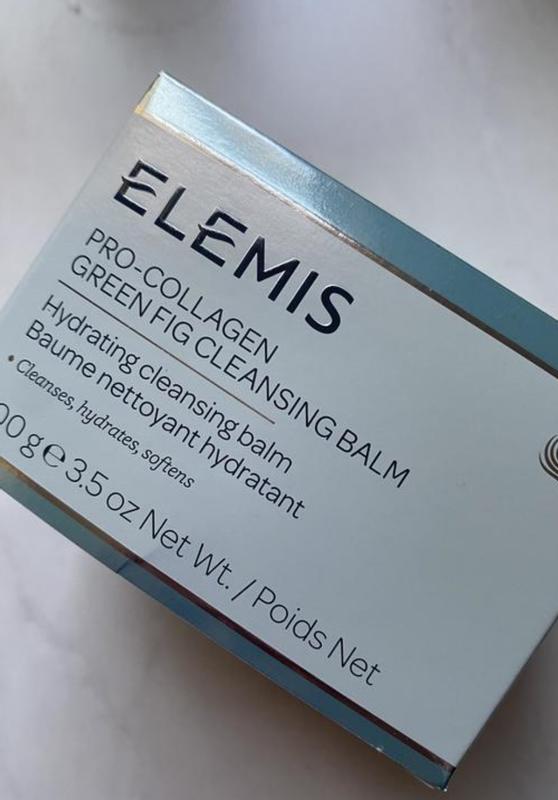 ELEMIS
PRO-COLLAGEN
GREEN FIG CLEANSING BALM
Hydrating cleansing balm
Baume nettoyant hydratant
• Cleanses, hydrates, softens
00 g ℮ 3.5 oz Net Wt. / Poids Net